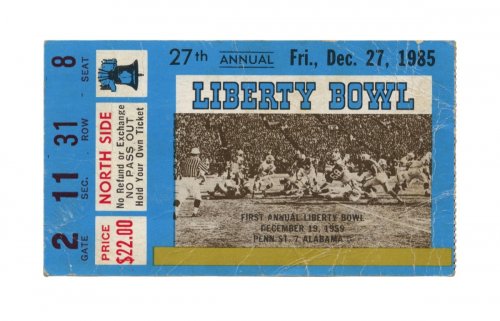 27th ANNUAL Fri., Dec. 27, 1985
LIBERTY BOWL
FIRST ANNUAL LIBERTY BOWL
DECEMBER 19, 1959
PENN ST. 7 ALABAMA 0
GATE 2
SEC. 11
ROW 31
SEAT 8
PRICE $22.00
NORTH SIDE
No Refund or Exchange
NO PASS OUT
Hold Your Own Ticket